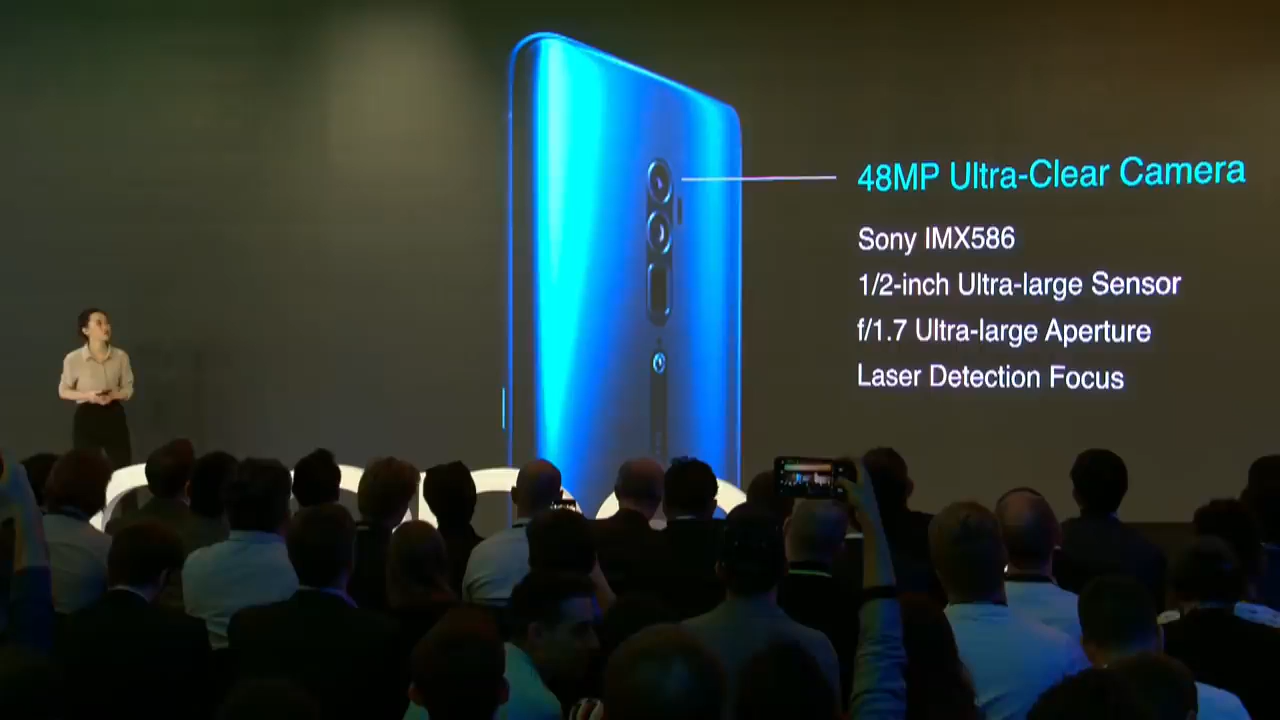 48MP Ultra-Clear Camera
Sony IMX586
1/2-inch Ultra-large Sensor
f/1.7 Ultra-large Aperture
Laser Detection Focus